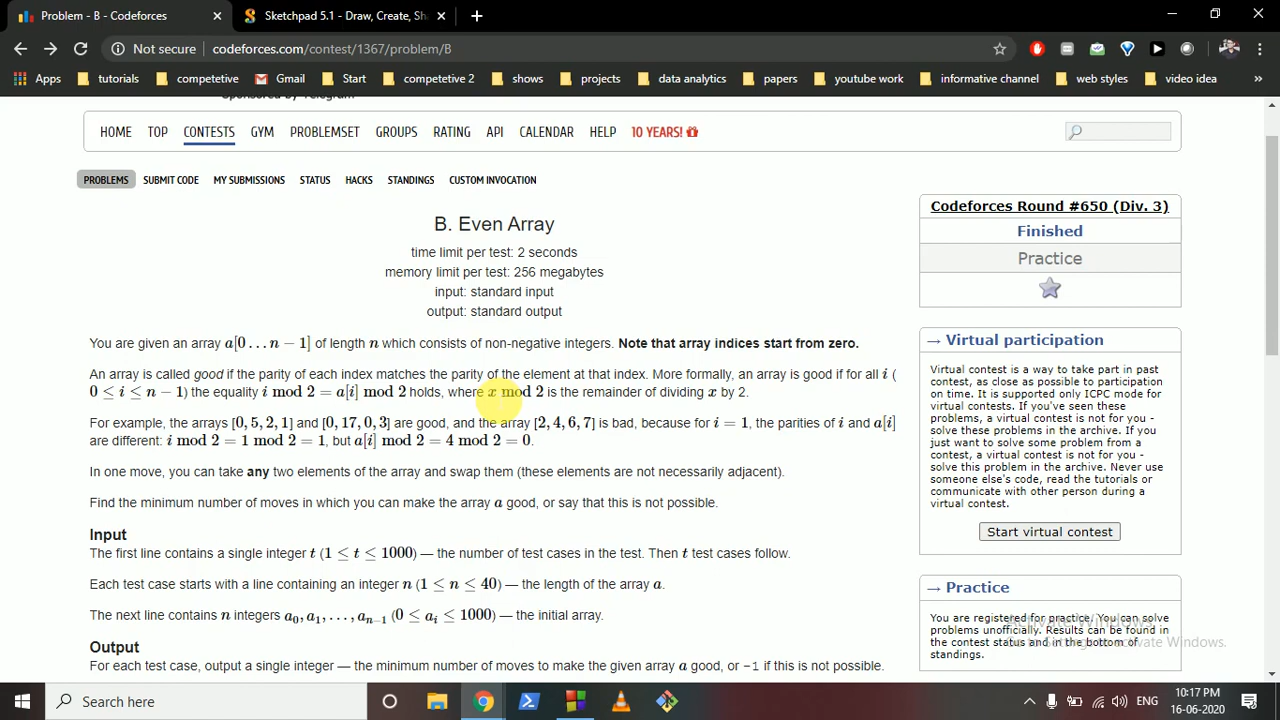 Problem - B - Codeforces
Sketchpad 5.1 - Draw, Create, Sha
Not secure
codeforces.com/contest/1367/problem/B
Apps
tutorials
competetive
Gmail
Start
competetive 2
shows
projects
data analytics
papers
youtube work
informative channel
web styles
video idea
»
Sponsored by Telegram
HOME TOP CONTESTS GYM PROBLEMSET GROUPS RATING API CALENDAR HELP 10 YEARS!
PROBLEMS SUBMIT CODE MY SUBMISSIONS STATUS HACKS STANDINGS CUSTOM INVOCATION
B. Even Array
time limit per test: 2 seconds
memory limit per test: 256 megabytes
input: standard input
output: standard output
You are given an array a[0…n − 1] of length n which consists of non-negative integers. Note that array indices start from zero.
An array is called good if the parity of each index matches the parity of the element at that index. More formally, an array is good if for all i (
0 ≤ i ≤ n − 1) the equality i mod 2 = a[i] mod 2 holds, where x mod 2 is the remainder of dividing x by 2.
For example, the arrays [0, 5, 2, 1] and [0, 17, 0, 3] are good, and the array [2, 4, 6, 7] is bad, because for i = 1, the parities of i and a[i]
are different: i mod 2 = 1 mod 2 = 1, but a[i] mod 2 = 4 mod 2 = 0.
In one move, you can take any two elements of the array and swap them (these elements are not necessarily adjacent).
Find the minimum number of moves in which you can make the array a good, or say that this is not possible.
Input
The first line contains a single integer t (1 ≤ t ≤ 1000) — the number of test cases in the test. Then t test cases follow.
Each test case starts with a line containing an integer n (1 ≤ n ≤ 40) — the length of the array a.
The next line contains n integers a₀, a₁, …, aₙ₋₁ (0 ≤ aᵢ ≤ 1000) — the initial array.
Output
For each test case, output a single integer — the minimum number of moves to make the given array a good, or −1 if this is not possible.
Codeforces Round #650 (Div. 3)
Finished
Practice
→ Virtual participation
Virtual contest is a way to take part in past
contest, as close as possible to participation
on time. It is supported only ICPC mode
for virtual contests. If you've seen these
problems, a virtual contest is not for you -
solve these problems in the archive. If you
just want to solve some problem from a
contest, a virtual contest is not for you -
solve this problem in the archive. Never use
someone else's code, read the tutorials or
communicate with other person during a
virtual contest.
Start virtual contest
→ Practice
You are registered for practice. You can solve
problems unofficially. Results can be found
in the contest status and in the bottom of
standings.
Activate Windows
Go to Settings to activate Windows.
Search here
ENG
10:17 PM
16-06-2020